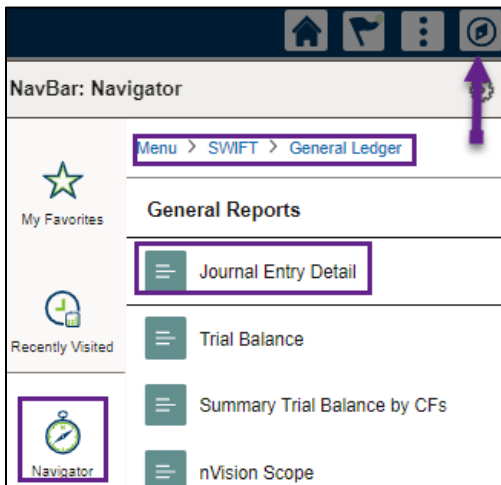 NavBar: Navigator
Menu > SWIFT > General Ledger
My Favorites
General Reports
Journal Entry Detail
Recently Visited
Trial Balance
Summary Trial Balance by CFs
Navigator
nVision Scope